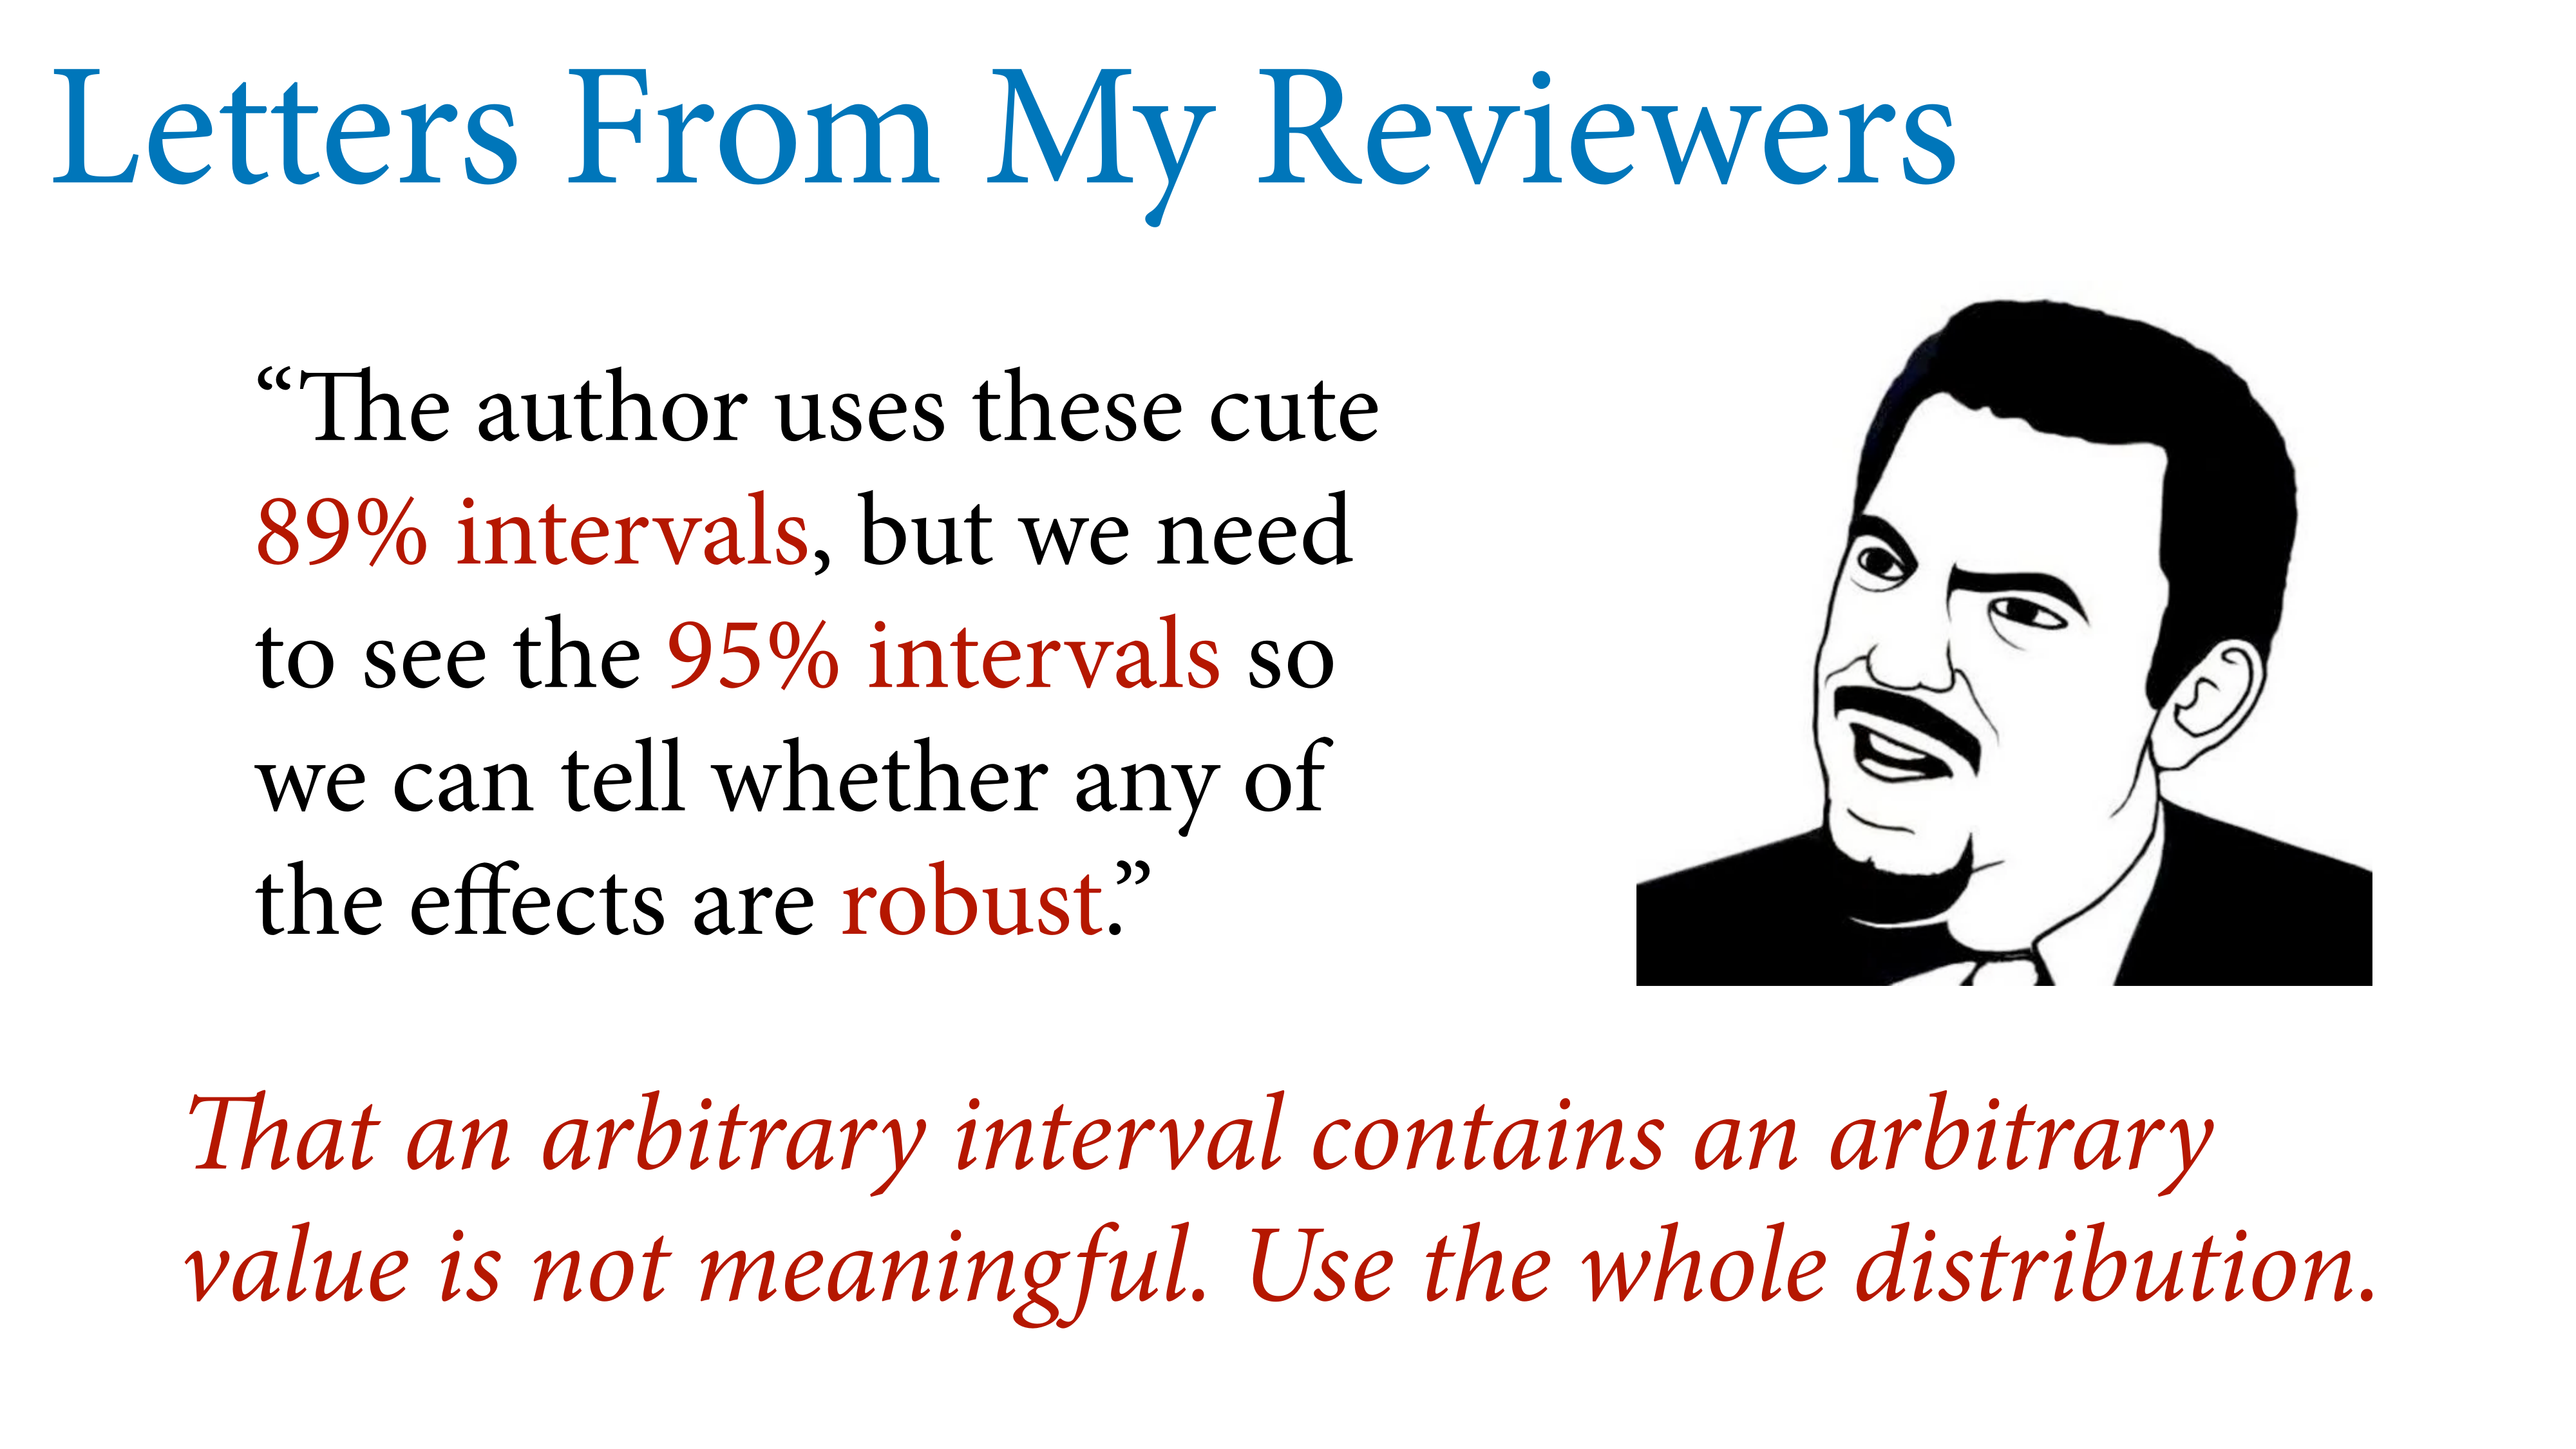 Letters From My Reviewers
“The author uses these cute
89% intervals, but we need
to see the 95% intervals so
we can tell whether any of
the effects are robust.”
That an arbitrary interval contains an arbitrary
value is not meaningful. Use the whole distribution.